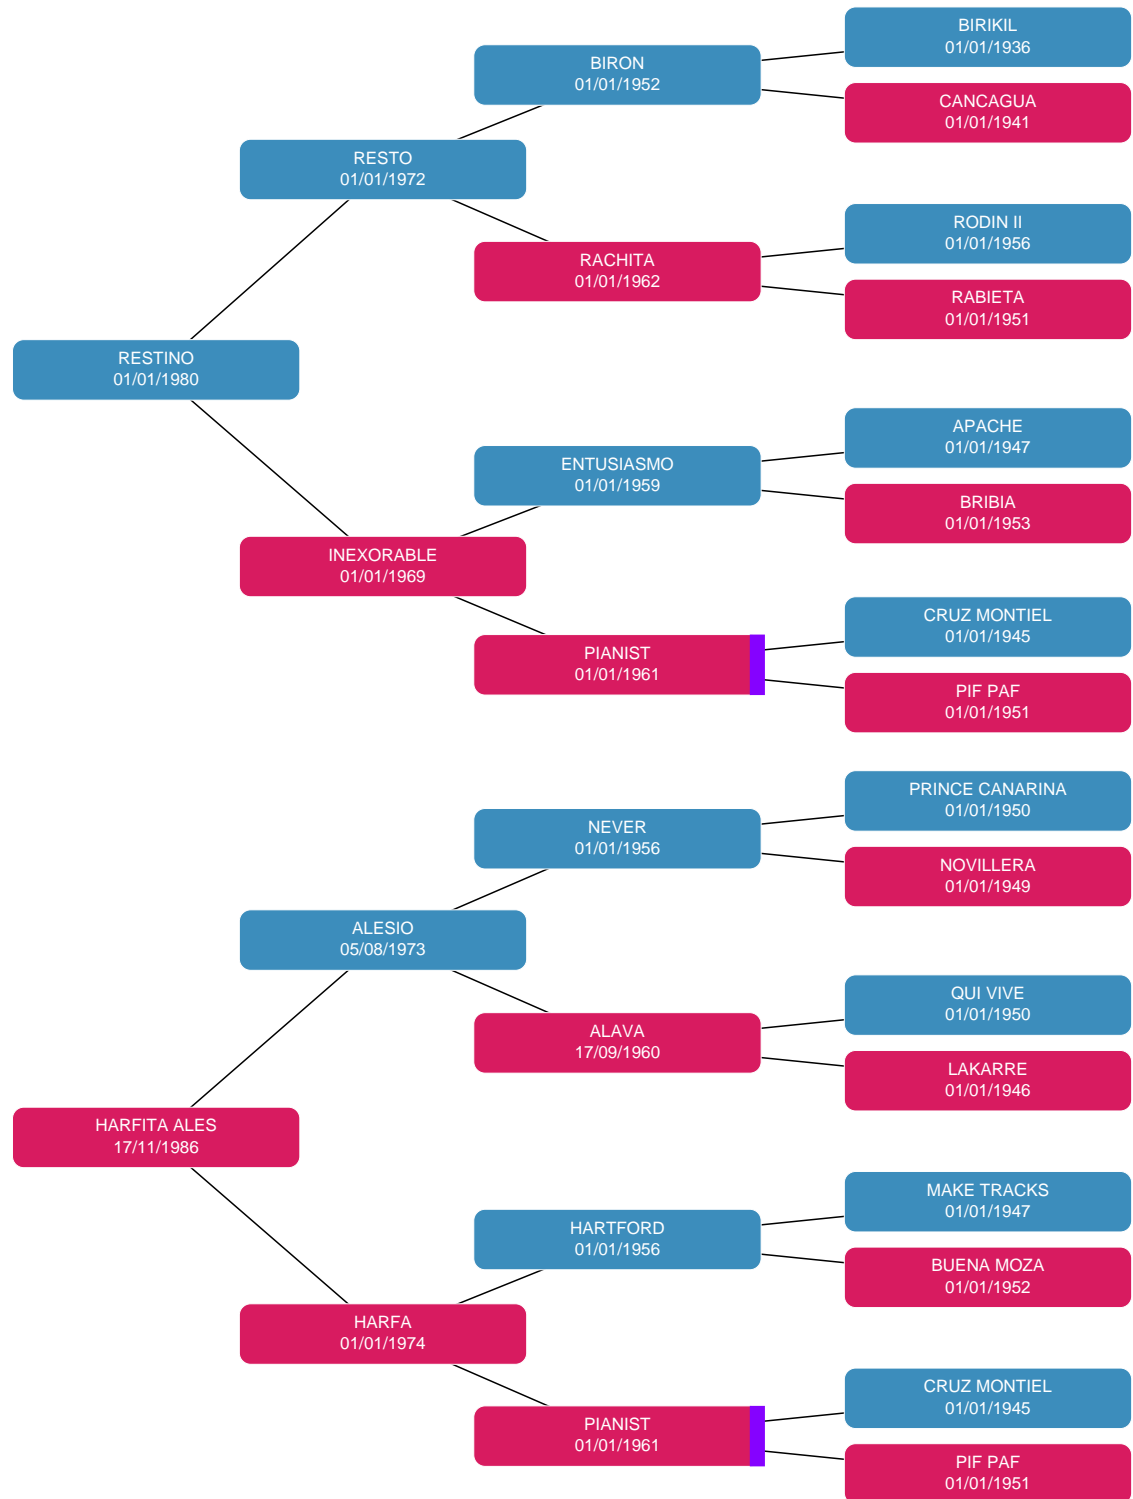 BIRIKIL
01/01/1936
BIRON
01/01/1952
CANCAGUA
01/01/1941
RESTO
01/01/1972
RODIN II
01/01/1956
RACHITA
01/01/1962
RABIETA
01/01/1951
RESTINO
01/01/1980
APACHE
01/01/1947
ENTUSIASMO
01/01/1959
BRIBIA
01/01/1953
INEXORABLE
01/01/1969
CRUZ MONTIEL
01/01/1945
PIANIST
01/01/1961
PIF PAF
01/01/1951
PRINCE CANARINA
01/01/1950
NEVER
01/01/1956
NOVILLERA
01/01/1949
ALESIO
05/08/1973
QUI VIVE
01/01/1950
ALAVA
17/09/1960
LAKARRE
01/01/1946
HARFITA ALES
17/11/1986
MAKE TRACKS
01/01/1947
HARTFORD
01/01/1956
BUENA MOZA
01/01/1952
HARFA
01/01/1974
CRUZ MONTIEL
01/01/1945
PIANIST
01/01/1961
PIF PAF
01/01/1951